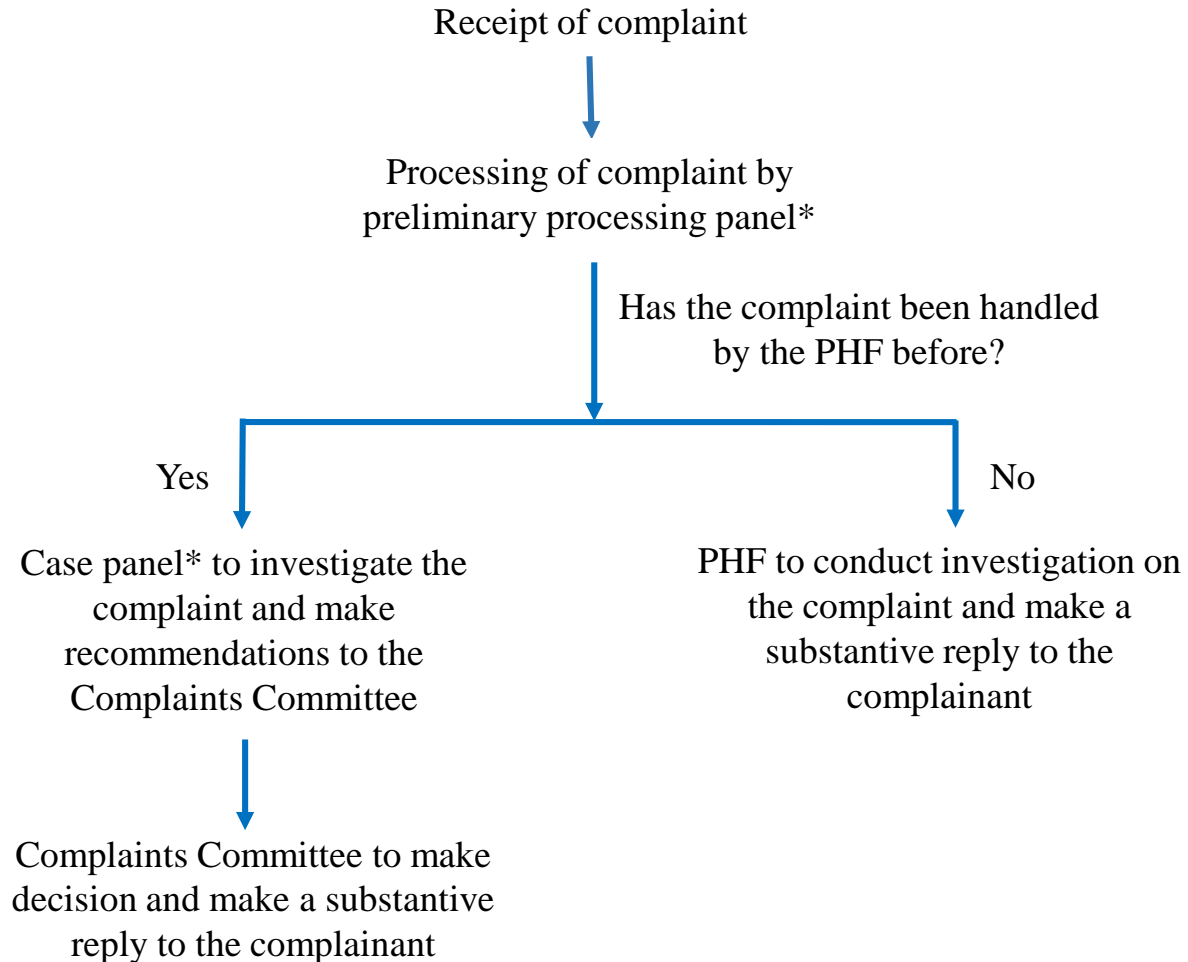 Receipt of complaint
Processing of complaint by
preliminary processing panel*
Has the complaint been handled
by the PHF before?
Yes
No
Case panel* to investigate the
complaint and make
recommendations to the
Complaints Committee
PHF to conduct investigation on
the complaint and make a
substantive reply to the
complainant
Complaints Committee to make
decision and make a substantive
reply to the complainant